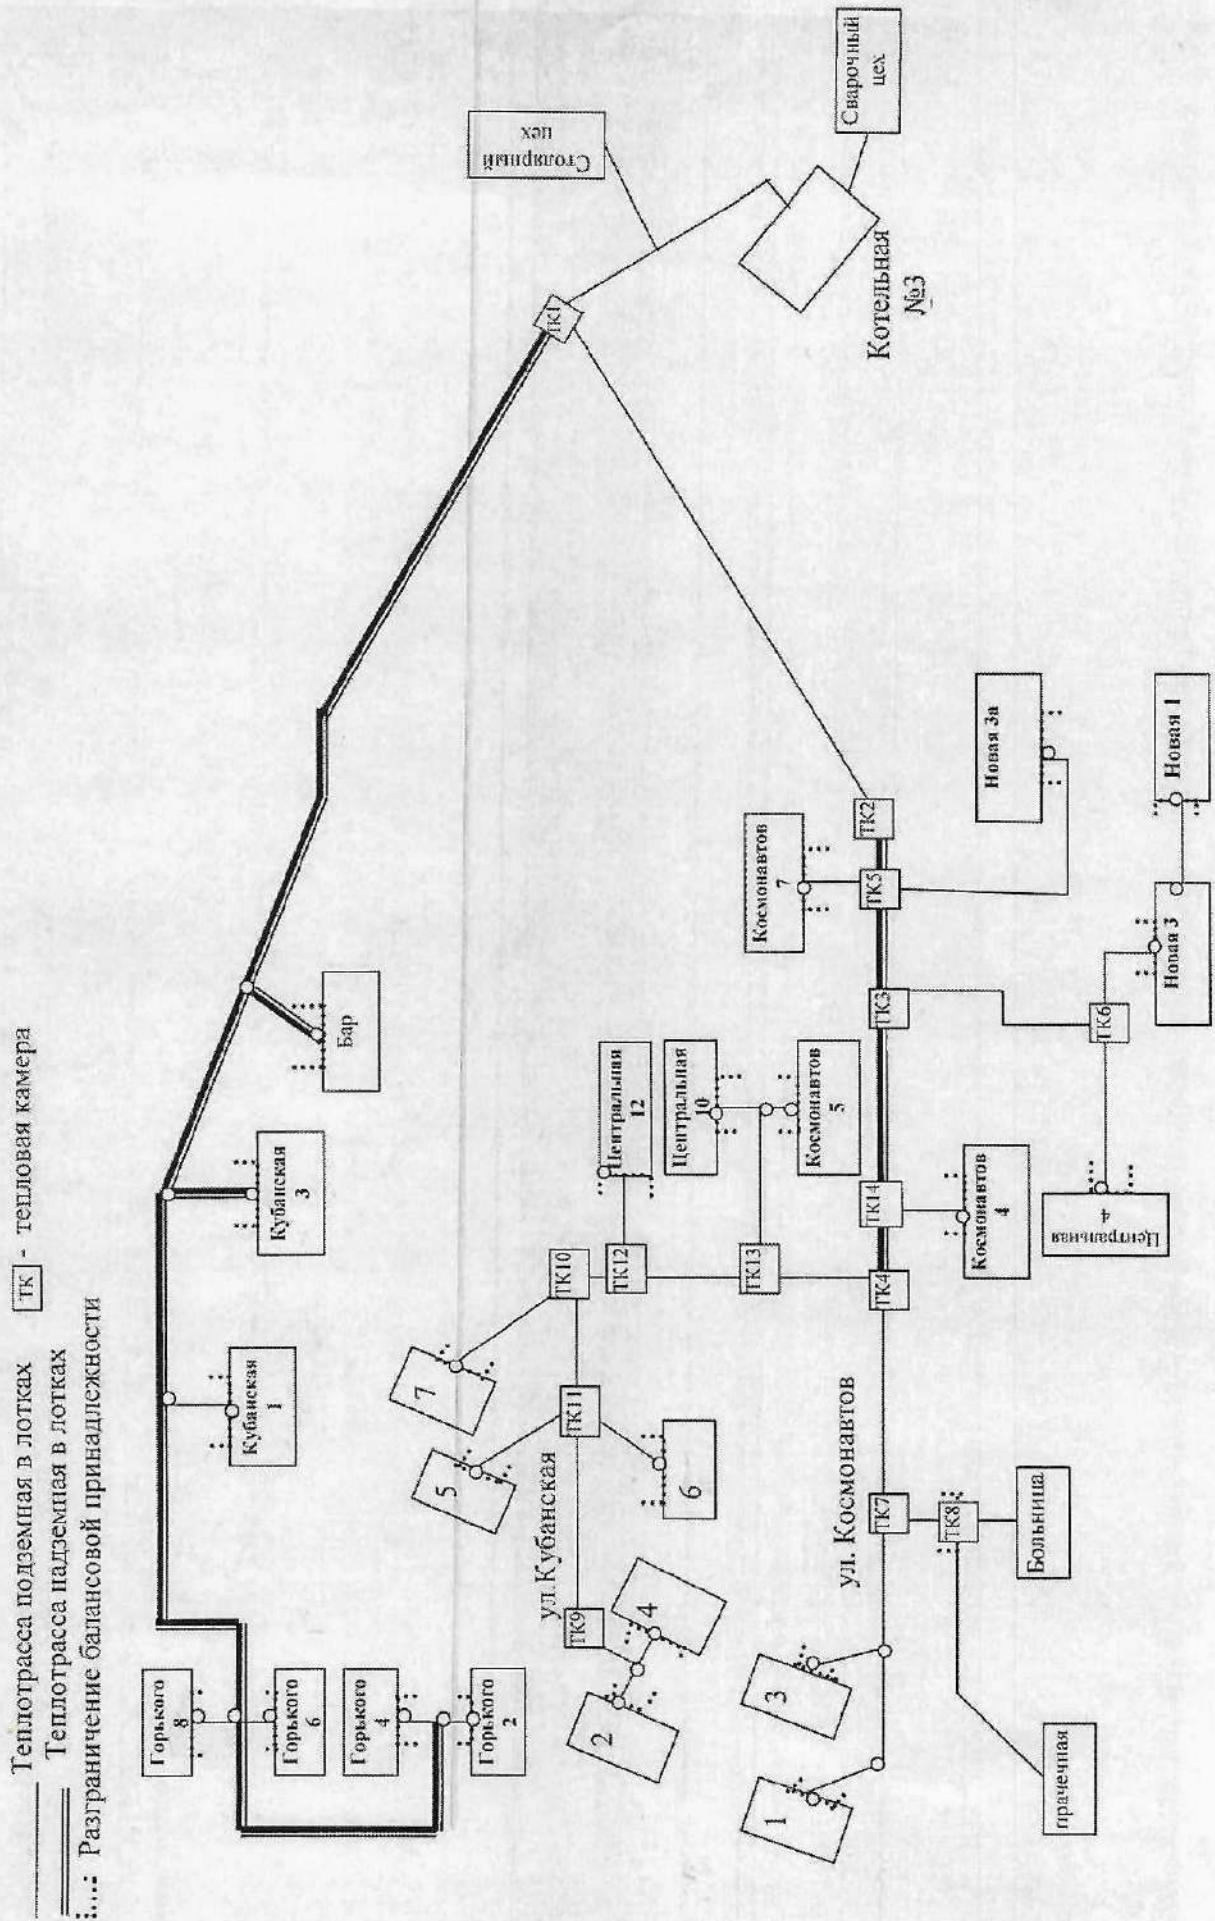 Теплотрасса подземная в лотках
ТК - тепловая камера
Теплотрасса надземная в лотках
Разграничение балансовой принадлежности
Горького
8
Горького
6
Горького
4
Горького
2
Кубанская
1
Кубанская
3
Бар
ТК1
Столярный
цех
Сварочный
цех
Котельная
№3
7
5
6
ТК10
ТК11
ул.Кубанская
ТК9
4
2
ТК12
ТК13
Центральная
12
Центральная
10
Космонавтов
5
Космонавтов
7
ТК2
ТК5
ТК3
ТК14
ТК4
ул. Космонавтов
ТК7
ТК8
Больница
прачечная
3
1
Космонавтов
4
Центральная
4
ТК6
Новая 3
Новая 1
Новая 3а